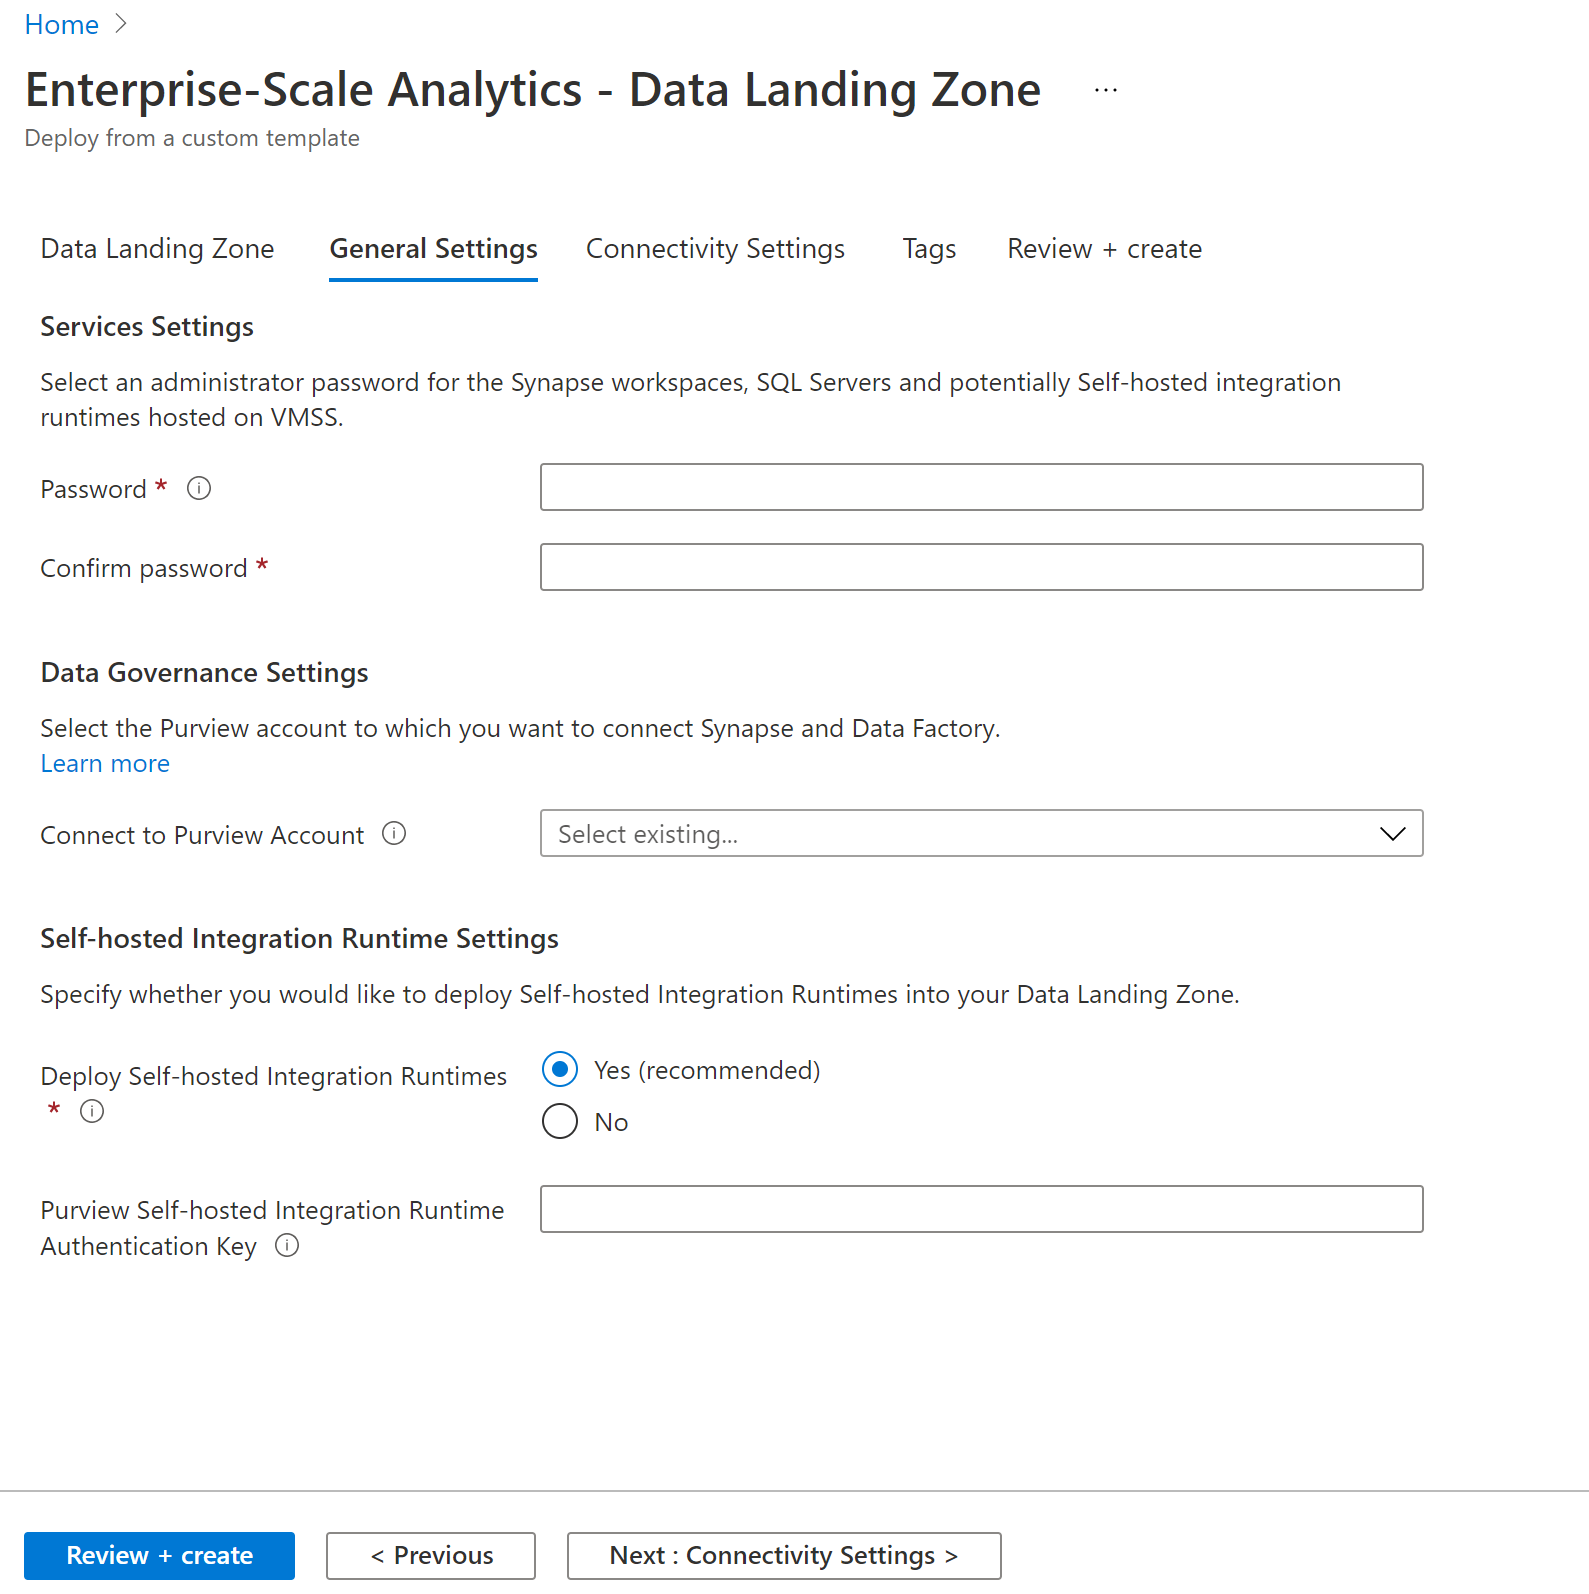 Home >
Enterprise-Scale Analytics - Data Landing Zone ...
Deploy from a custom template
Data Landing Zone General Settings Connectivity Settings Tags Review + create
Services Settings
Select an administrator password for the Synapse workspaces, SQL Servers and potentially Self-hosted integration
runtimes hosted on VMSS.
Password *
Confirm password *
Data Governance Settings
Select the Purview account to which you want to connect Synapse and Data Factory.
Learn more
Connect to Purview Account
Select existing...
Self-hosted Integration Runtime Settings
Specify whether you would like to deploy Self-hosted Integration Runtimes into your Data Landing Zone.
Deploy Self-hosted Integration Runtimes
*
Yes (recommended)
No
Purview Self-hosted Integration Runtime
Authentication Key
Review + create
< Previous
Next : Connectivity Settings >